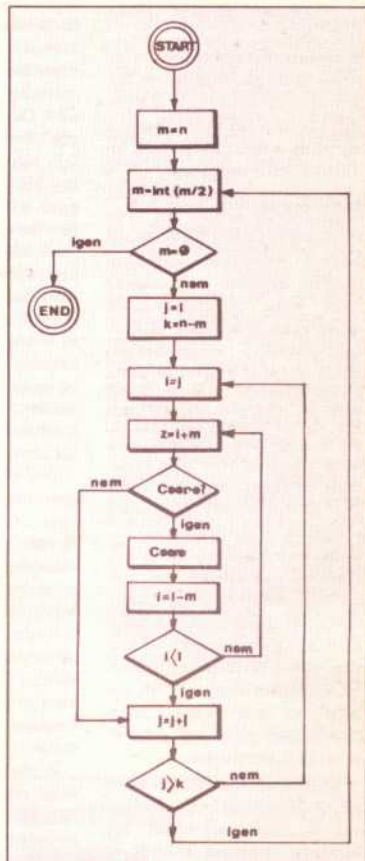 START
m=n
m=int (m/2)
igen
m=0
nem
END
j=1
k=n-m
i=j
z=i+m
nem
Csere?
igen
Csere
i=i-m
i<1
nem
igen
j=j+1
j>k
nem
igen